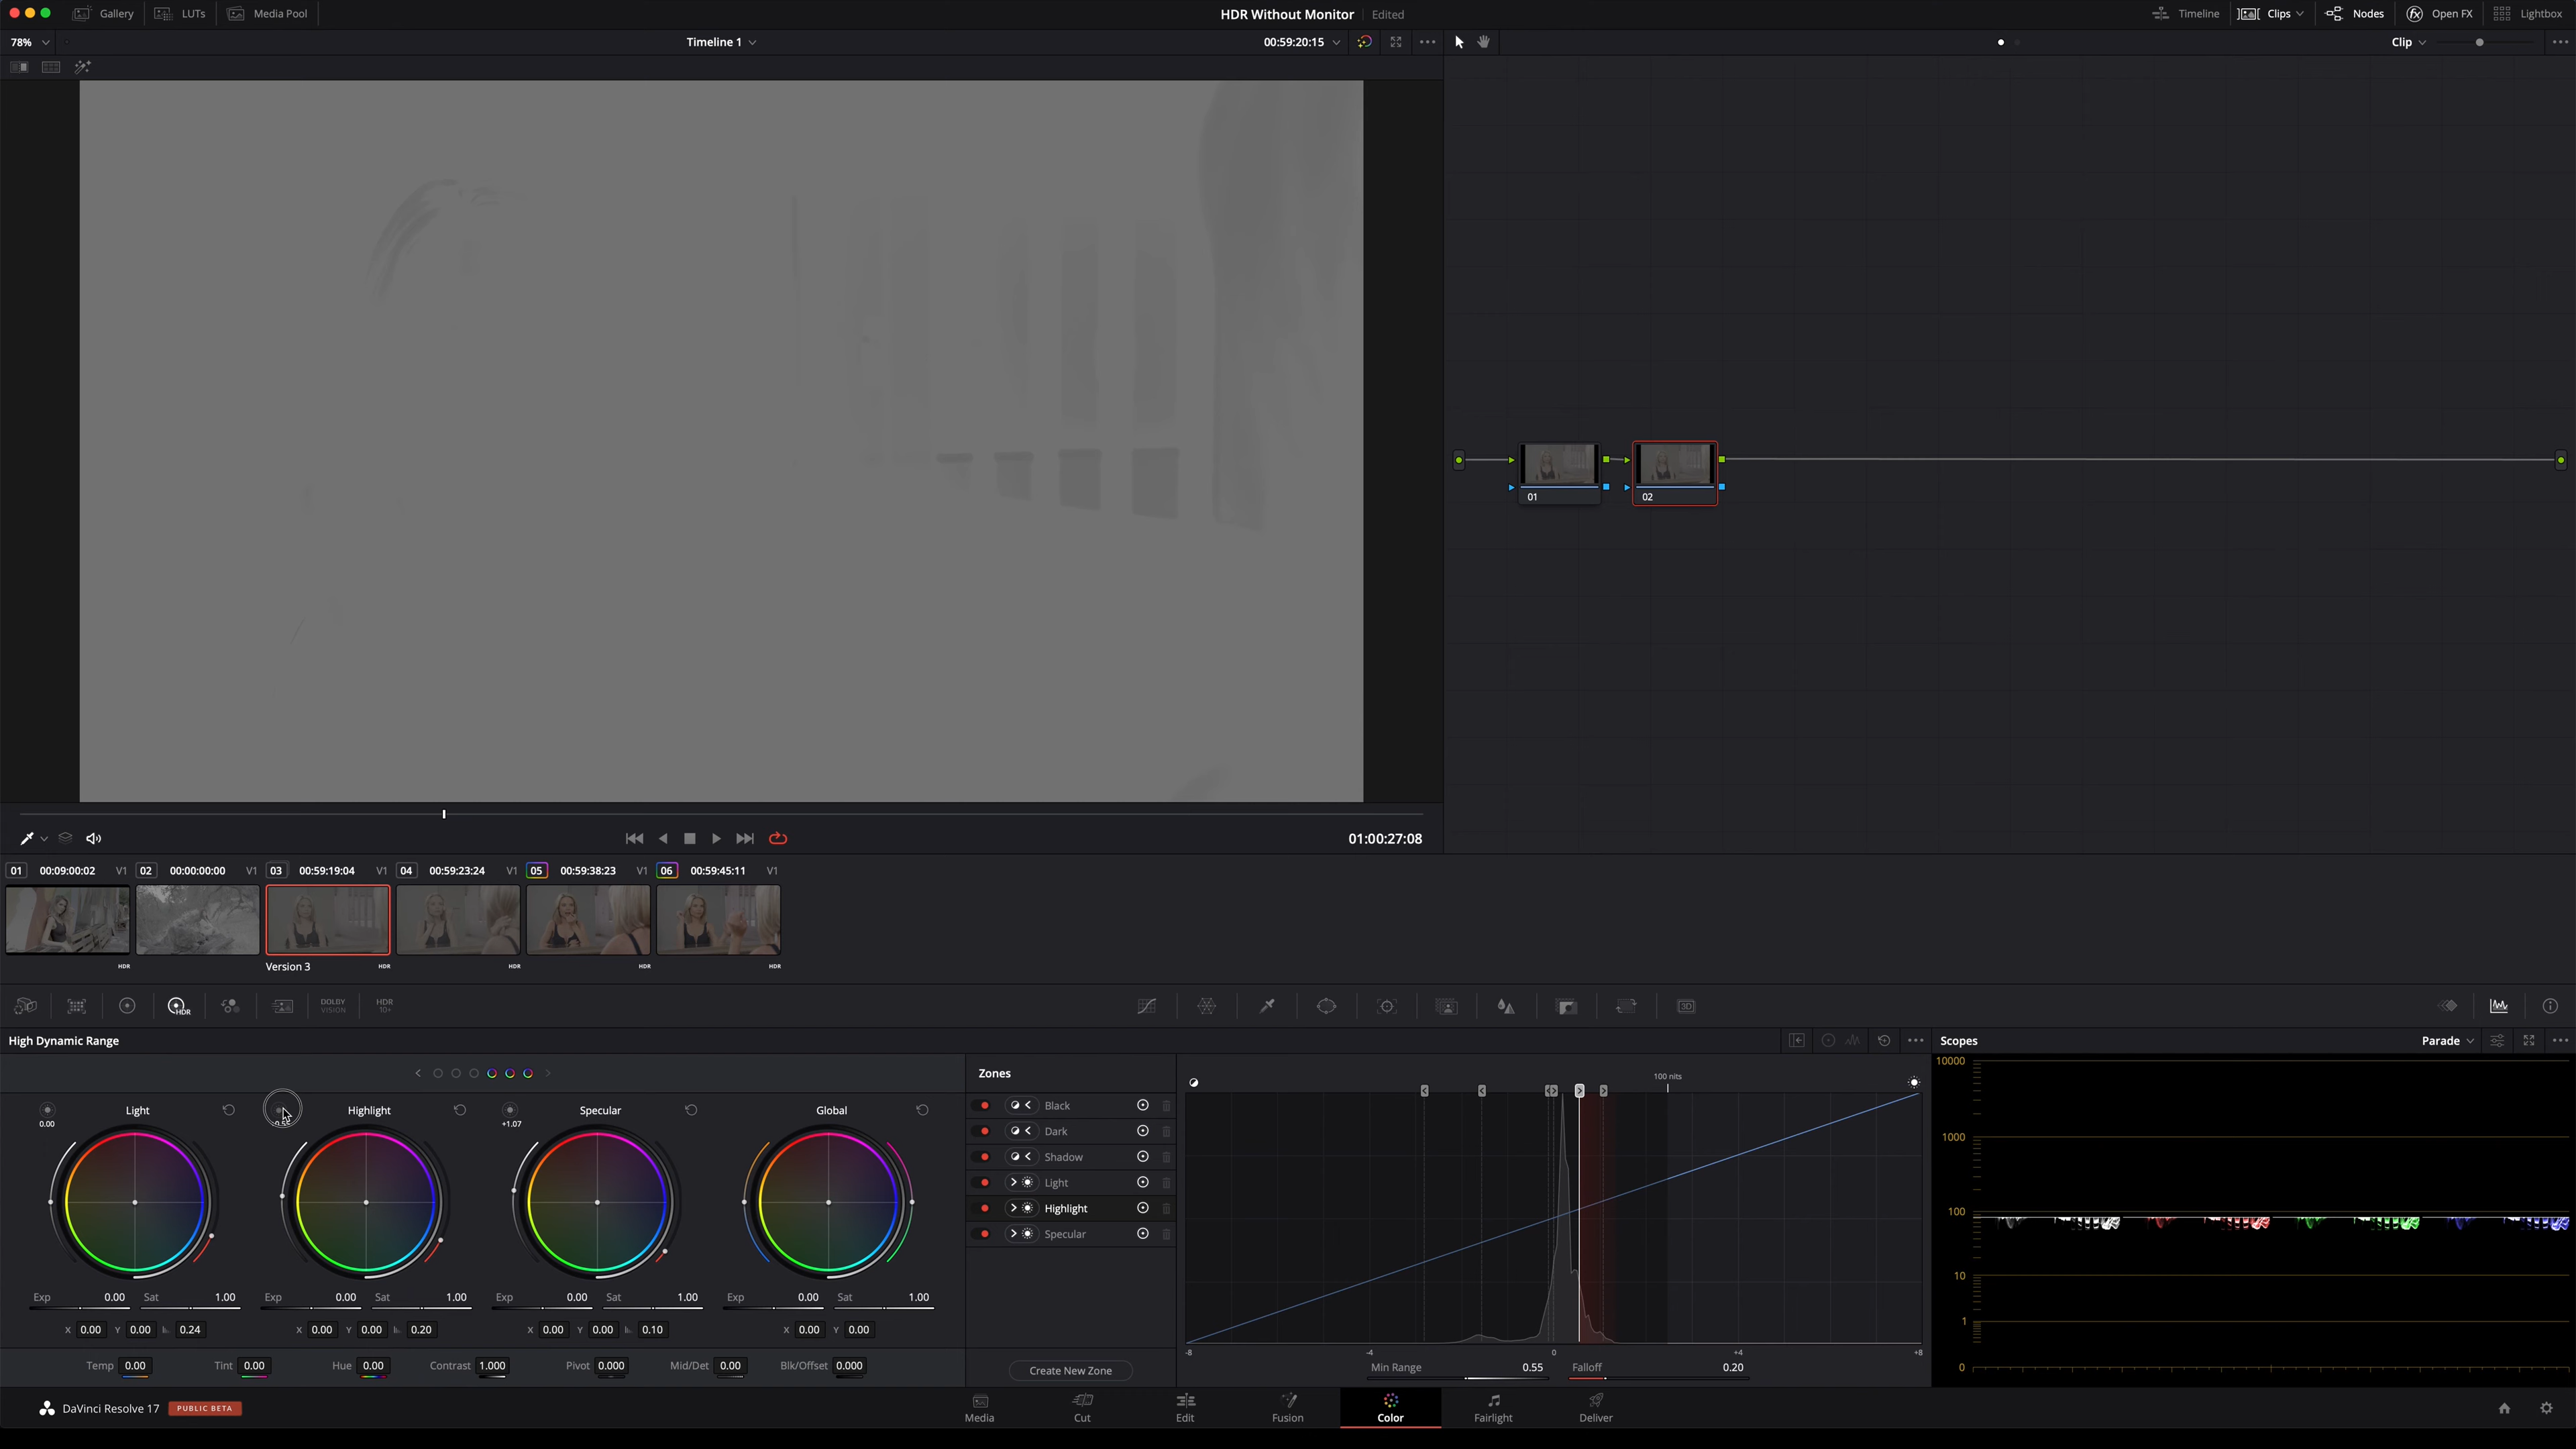 Gallery LUTs Media Pool HDR Without Monitor Edited Timeline Clips Nodes Open FX Lightbox
78% Timeline 1 00:59:20:15 Clip
01 02
01:00:27:08
01 00:09:00:02 V1 02 00:00:00:00 V1 03 00:59:19:04 V1 04 00:59:23:24 V1 05 00:59:38:23 V1 06 00:59:45:11 V1
HDR Version 3 HDR HDR HDR HDR
HDR DOLBY VISION HDR 10+ 3D
High Dynamic Range Scopes Parade
Zones
100 nits
Light Highlight Specular Global
0.00 +1.07
Black
Dark
Shadow
Light
Highlight
Specular
10000
1000
100
10
1
0
Exp 0.00 Sat 1.00 Exp 0.00 Sat 1.00 Exp 0.00 Sat 1.00 Exp 0.00 Sat 1.00
X 0.00 Y 0.00 0.24 X 0.00 Y 0.00 0.20 X 0.00 Y 0.00 0.10 X 0.00 Y 0.00
-8 -4 0 +4 +8
Temp 0.00 Tint 0.00 Hue 0.00 Contrast 1.000 Pivot 0.000 Mid/Det 0.00 Blk/Offset 0.000
Create New Zone
Min Range 0.55 Falloff 0.20
DaVinci Resolve 17 PUBLIC BETA Media Cut Edit Fusion Color Fairlight Deliver